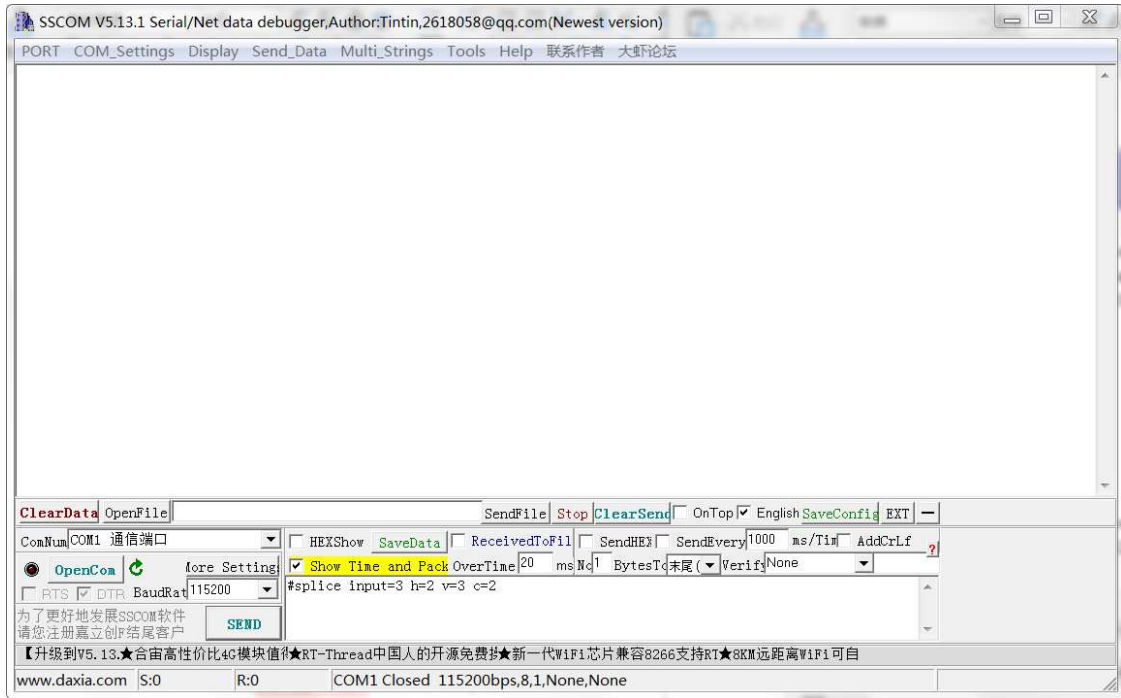 SSCOM V5.13.1 Serial/Net data debugger,Author:Tintin,2618058@qq.com(Newest version)
PORT COM_Settings Display Send_Data Multi_Strings Tools Help 联系作者 大虾论坛
ClearData OpenFile SendFile Stop ClearSend OnTop English SaveConfig EXT —
ComNum COM1 通信端口 HEXShow SaveData ReceivedToFil SendHEX SendEvery 1000 ms/Tim AddCrLf ?
OpenCom More Settings Show Time and Pack OverTime 20 ms No 1 BytesTo 末尾( Verify None
RTS DTR BaudRat 115200 #splice input=3 h=2 v=3 c=2
为了更好地发展SSCOM软件
请您注册嘉立创F结尾客户 SEND
【升级到V5.13.★合宙高性价比4G模块值得★RT-Thread中国人的开源免费操★新一代WiFi芯片兼容8266支持RT★8KM远距离WiFi可自
www.daxia.com S:0 R:0 COM1 Closed 115200bps,8,1,None,None